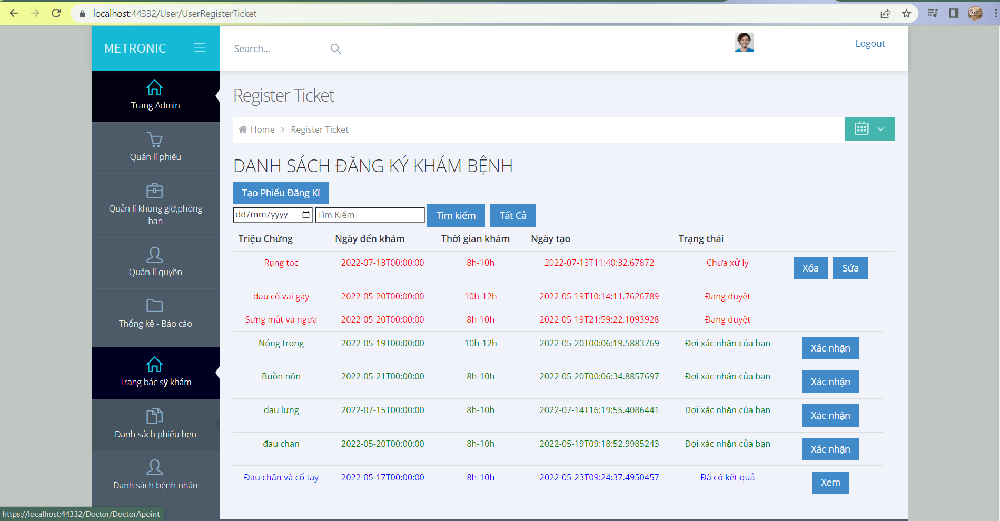 localhost:44332/User/UserRegisterTicket
METRONIC
Search...
Logout
Trang Admin
Quản lí phiếu
Quản lí khung giờ,phòng
ban
Quản lí quyền
Thống kê - Báo cáo
Trang bác sỹ khám
Danh sách phiếu hẹn
Danh sách bệnh nhân
Register Ticket
Home > Register Ticket
DANH SÁCH ĐĂNG KÝ KHÁM BỆNH
Tạo Phiếu Đăng Kí
dd/mm/yyyy Tìm Kiếm Tìm kiếm Tất Cả
Triệu Chứng Ngày đến khám Thời gian khám Ngày tạo Trạng thái
Rụng tóc 2022-07-13T00:00:00 8h-10h 2022-07-13T11:40:32.67872 Chưa xử lý Xóa Sửa
đau cổ vai gáy 2022-05-20T00:00:00 10h-12h 2022-05-19T10:14:11.7626789 Đang duyệt
Sưng mắt và ngứa 2022-05-20T00:00:00 8h-10h 2022-05-19T21:59:22.1093928 Đang duyệt
Nóng trong 2022-05-19T00:00:00 10h-12h 2022-05-20T00:06:19.5883769 Đợi xác nhận của bạn Xác nhận
Buồn nôn 2022-05-21T00:00:00 8h-10h 2022-05-20T00:06:34.8857697 Đợi xác nhận của bạn Xác nhận
dau lưng 2022-07-15T00:00:00 8h-10h 2022-07-14T16:19:55.4086441 Đợi xác nhận của bạn Xác nhận
đau chan 2022-05-20T00:00:00 8h-10h 2022-05-19T09:18:52.9985243 Đợi xác nhận của bạn Xác nhận
Đau chân và cổ tay 2022-05-17T00:00:00 8h-10h 2022-05-23T09:24:37.4950457 Đã có kết quả Xem
https://localhost:44332/Doctor/DoctorApoint